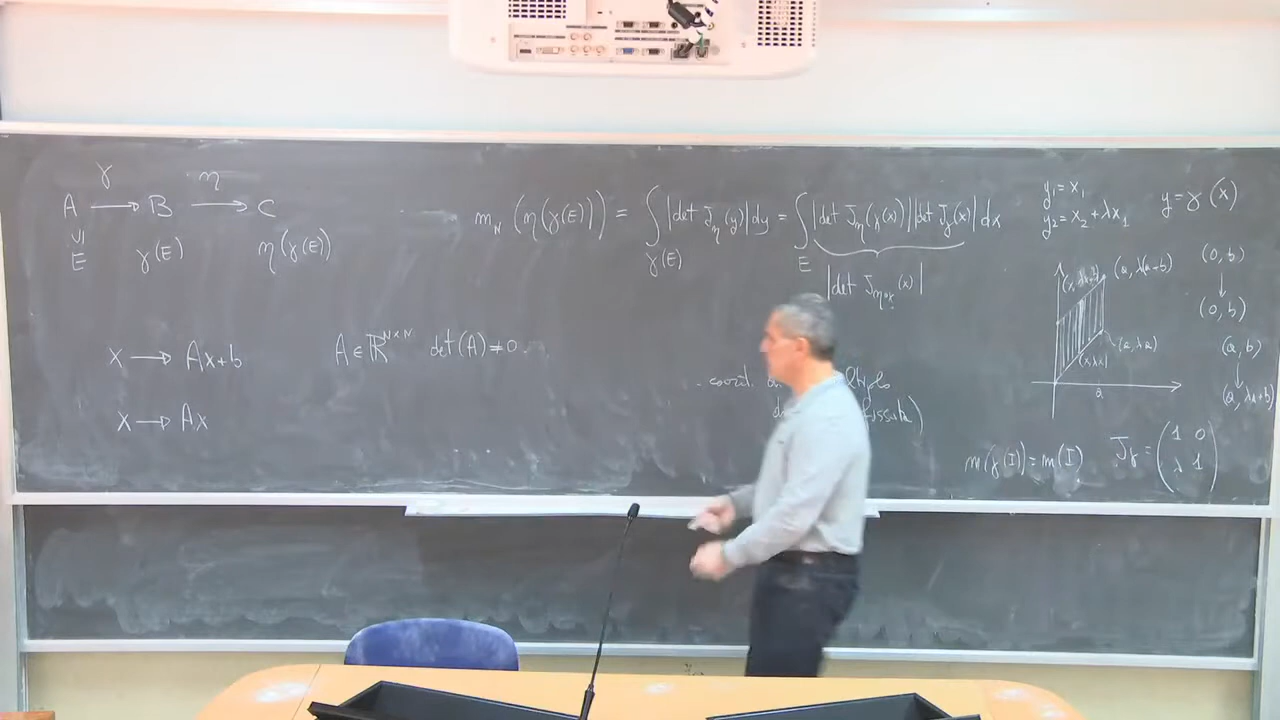 A —γ→ B —η→ C
⊆ E γ(E) η(γ(E))
m_N (η(γ(E))) = ∫_{γ(E)} |det J_η(y)| dy = ∫_E |det J_η(γ(x))| |det J_γ(x)| dx
|det J_{η∘γ}(x)|
x → Ax+b A ∈ ℝ^{N×N} det(A) ≠ 0
x → Ax
y₁ = x₁
y₂ = x₂ + λx₁
y = γ(x)
(a, λa+b)
(a, λa)
(x, λx)
a
(0, b)
↓
(0, b)
(a, b)
↓
(a, λa+b)
m(γ(I)) = m(I) J_γ = (1 0
λ 1)